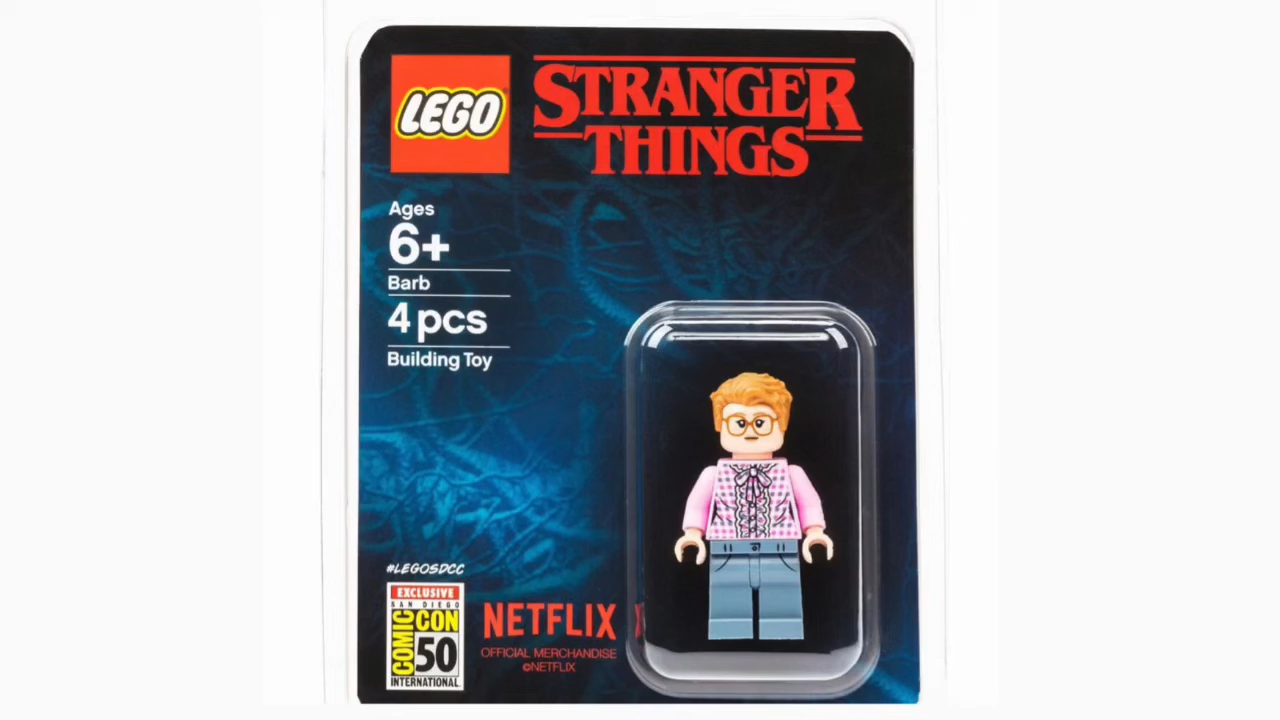 LEGO
STRANGER
THINGS
Ages
6+
Barb
4 pcs
Building Toy
#LEGOSDCC
EXCLUSIVE
SAN DIEGO
COMIC CON
50
INTERNATIONAL
NETFLIX
OFFICIAL MERCHANDISE
©NETFLIX